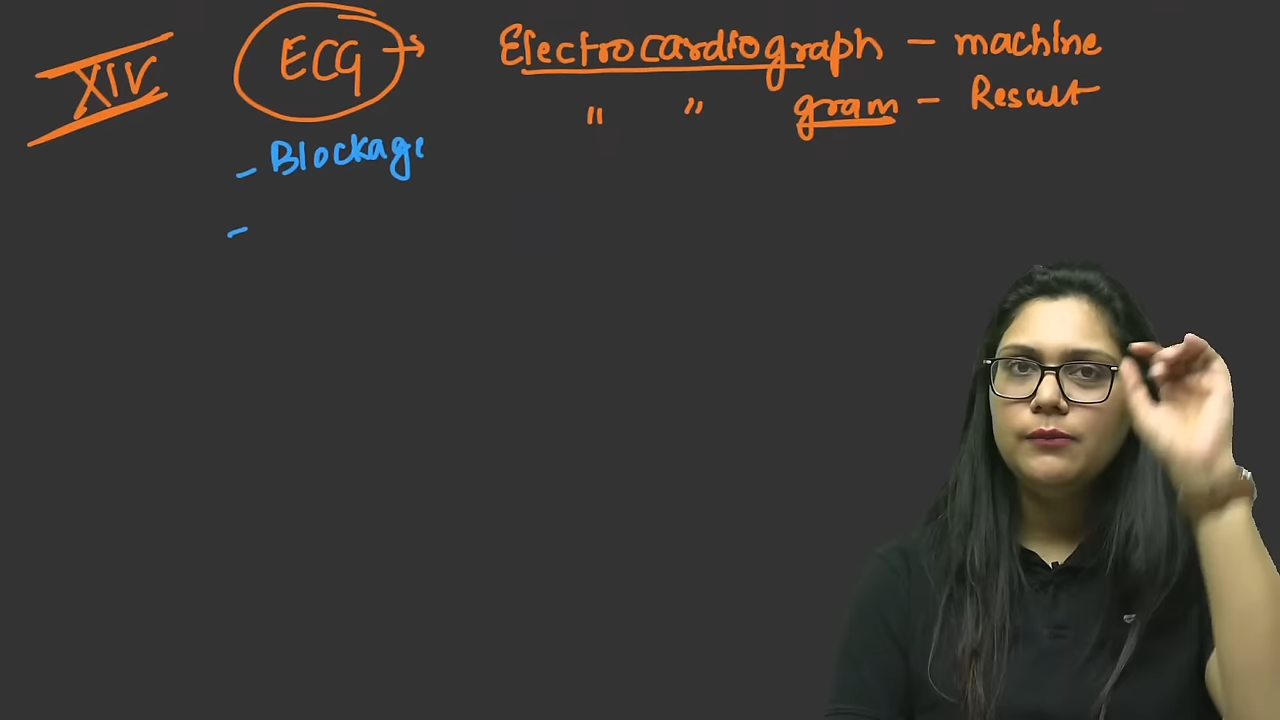 XIV
ECG → Electrocardiograph - machine
" " gram - Result
- Blockage
-